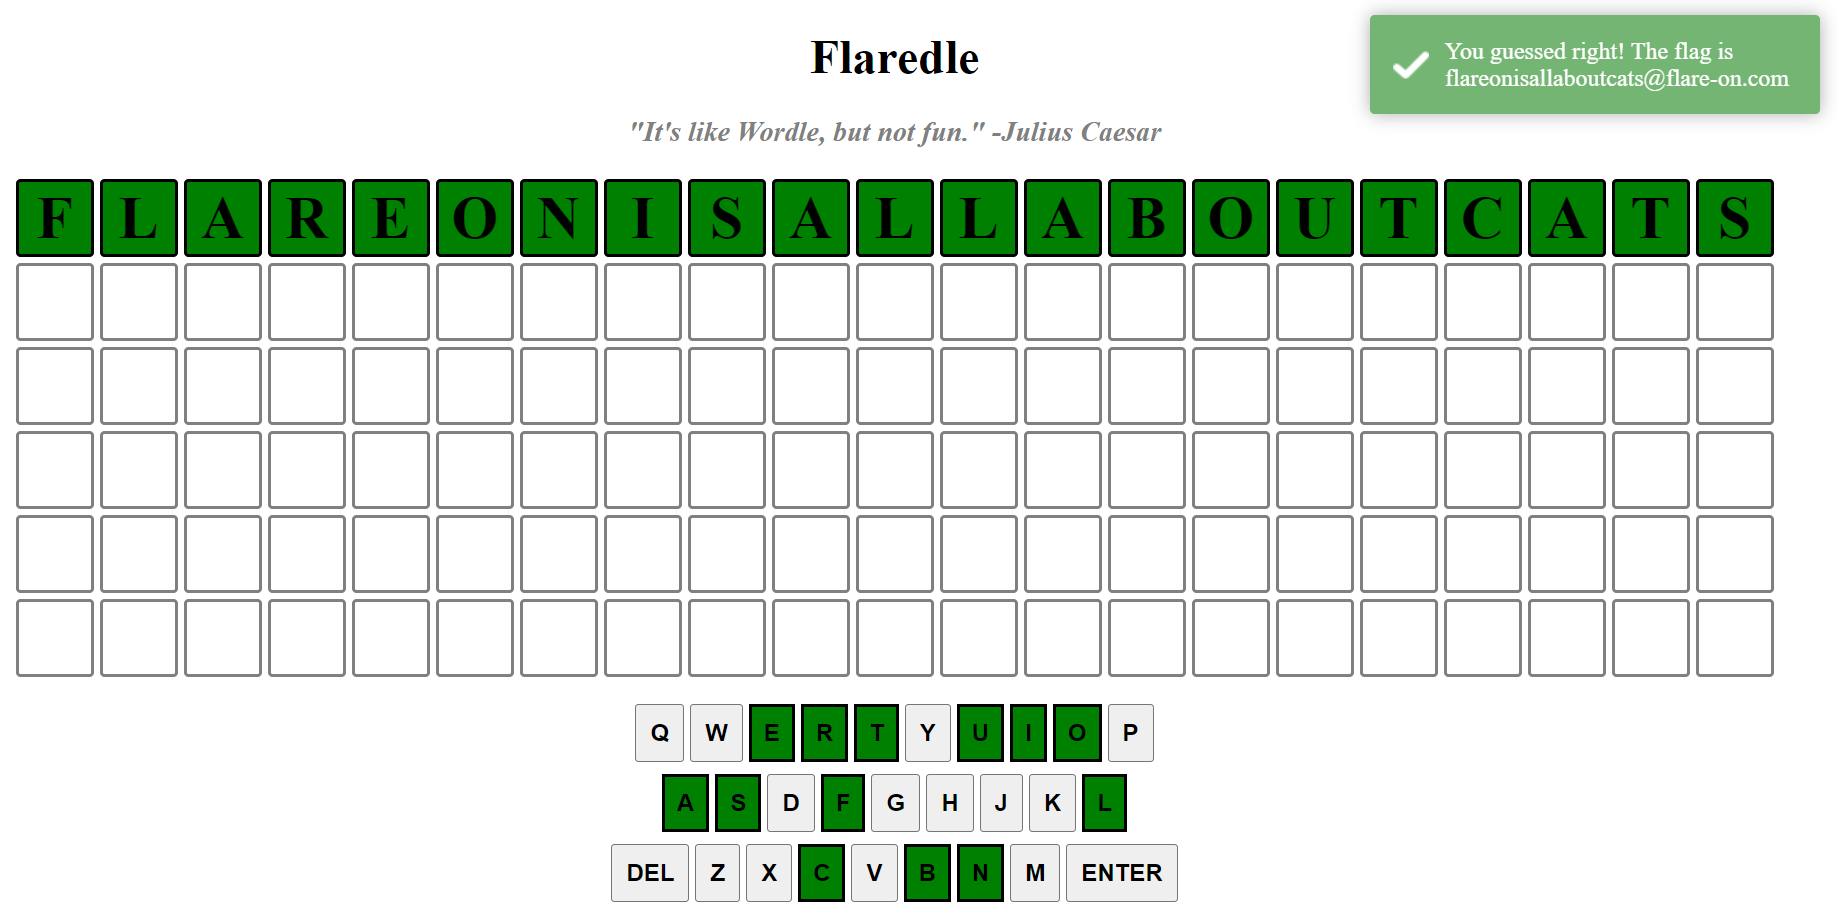 Flaredle
You guessed right! The flag is
flareonisallaboutcats@flare-on.com
"It's like Wordle, but not fun." -Julius Caesar
F L A R E O N I S A L L A B O U T C A T S
Q W E R T Y U I O P
A S D F G H J K L
DEL Z X C V B N M ENTER